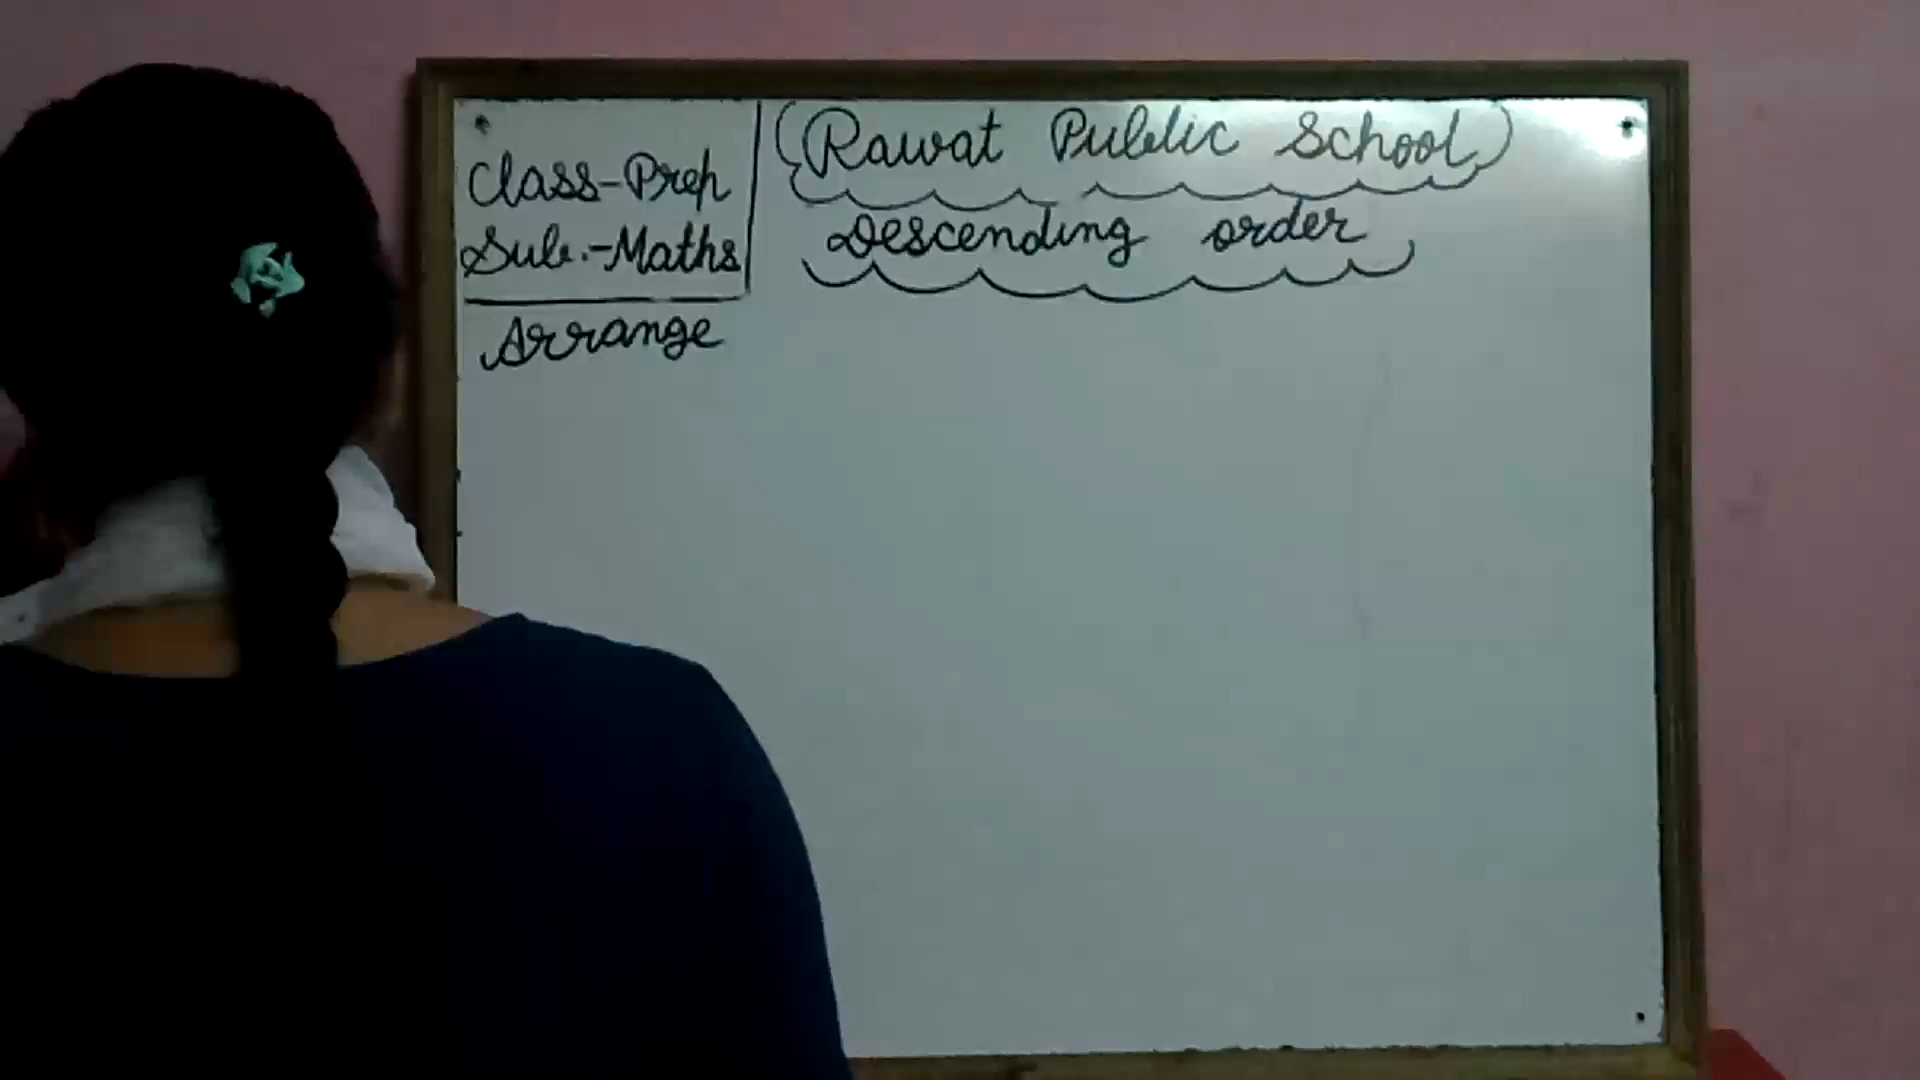 Class-Prep
Sub.-Maths
Rawat Public School
Descending order
Arrange